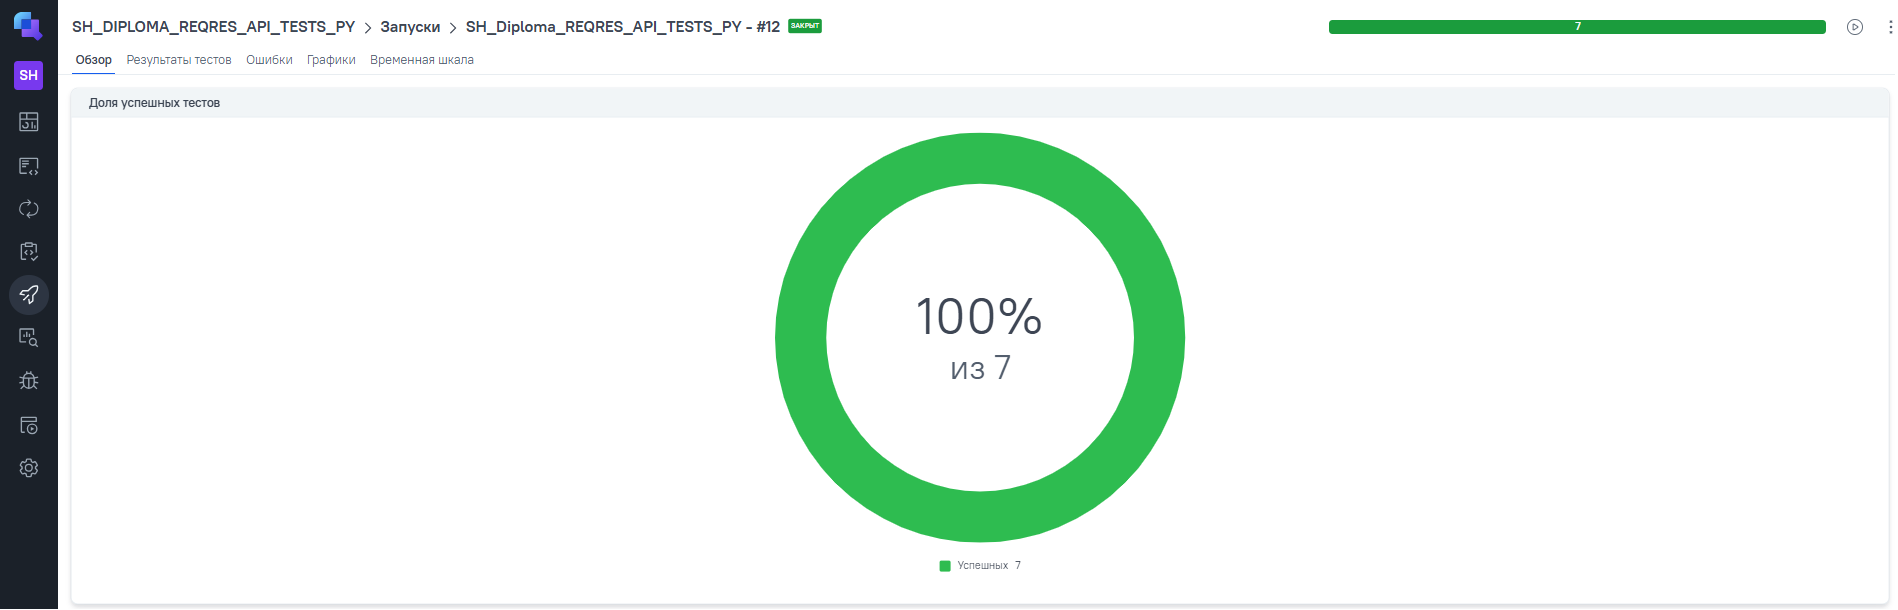 SH_DIPLOMA_REQRES_API_TESTS_PY > Запуски > SH_Diploma_REQRES_API_TESTS_PY - #12 ЗАКРЫТ
7
SH
Обзор Результаты тестов Ошибки Графики Временная шкала
Доля успешных тестов
100%
из 7
Успешных 7